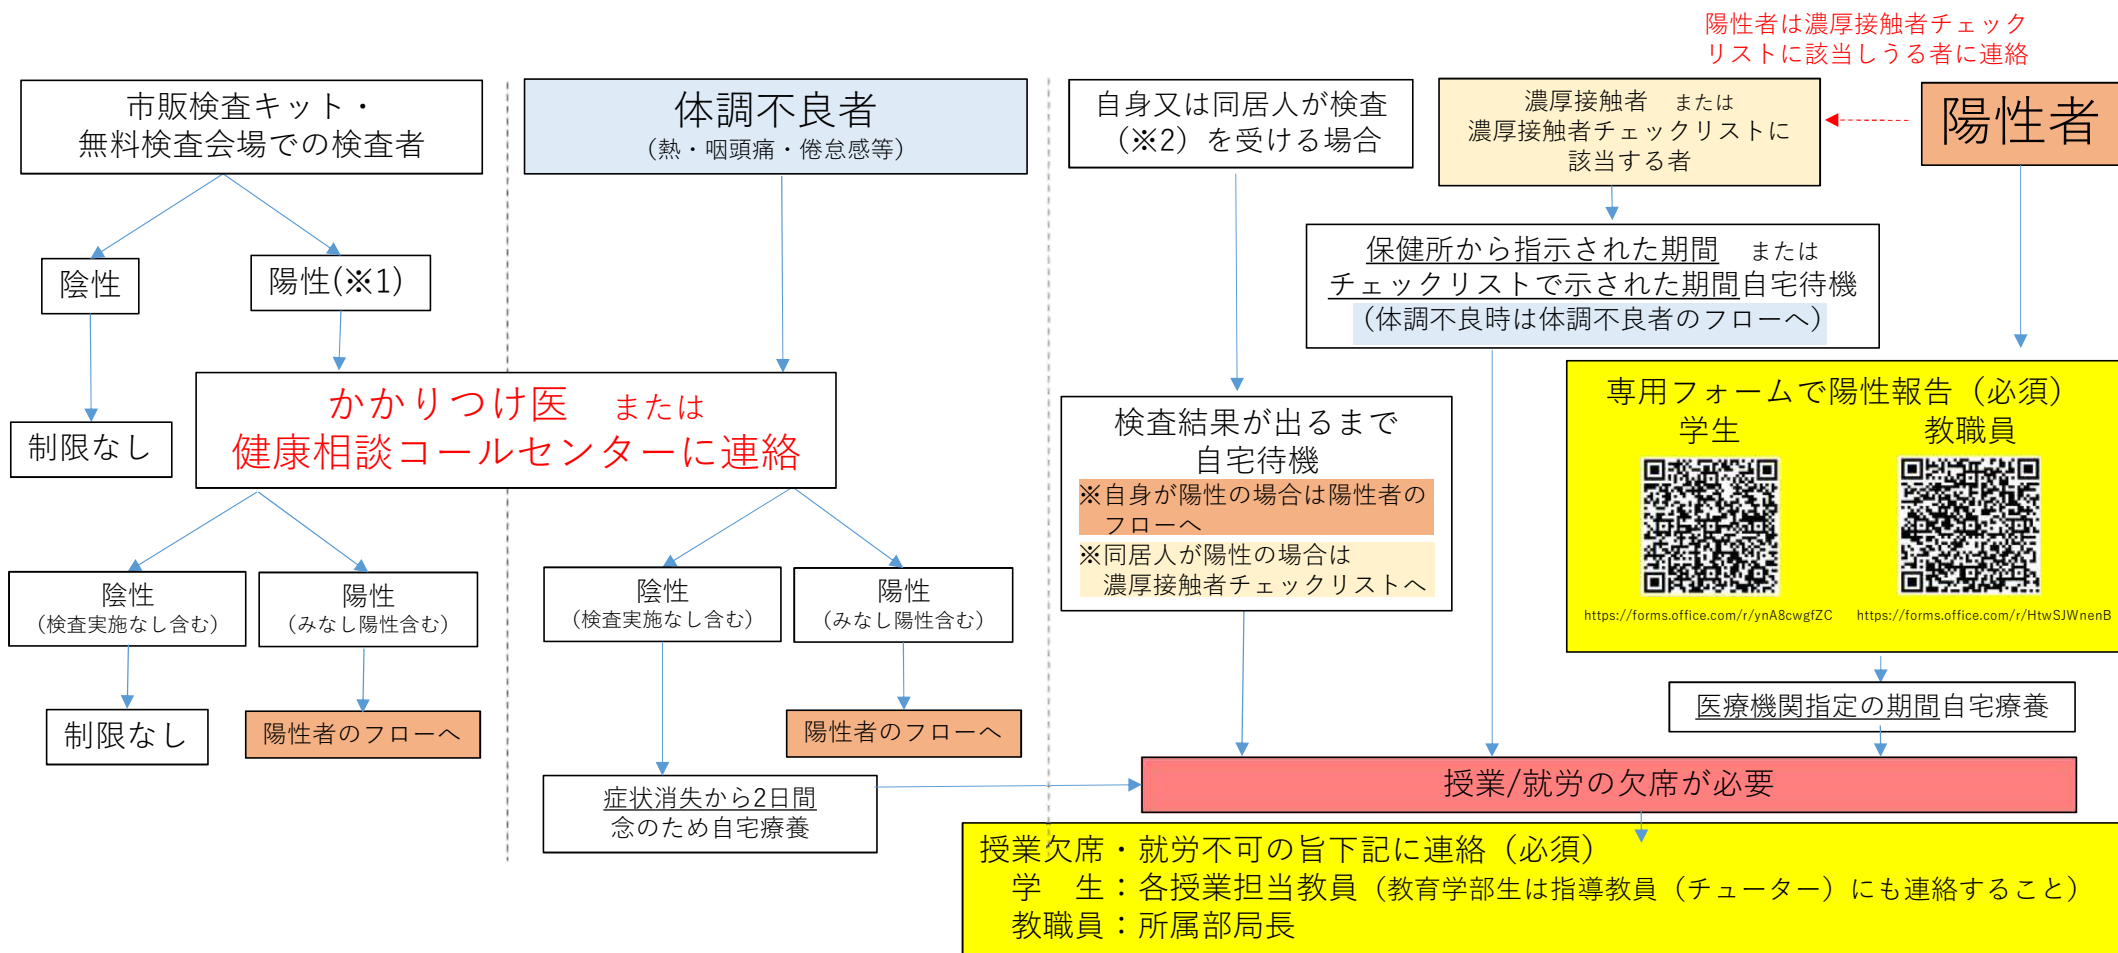 陽性者は濃厚接触者チェック
リストに該当しうる者に連絡
市販検査キット・
無料検査会場での検査者
体調不良者
（熱・咽頭痛・倦怠感等）
自身又は同居人が検査
（※2）を受ける場合
濃厚接触者 または
濃厚接触者チェックリストに
該当する者
陽性者
陰性
陽性(※1)
保健所から指示された期間 または
チェックリストで示された期間自宅待機
（体調不良時は体調不良者のフローへ）
制限なし
かかりつけ医 または
健康相談コールセンターに連絡
検査結果が出るまで
自宅待機
※自身が陽性の場合は陽性者の
フローへ
※同居人が陽性の場合は
濃厚接触者チェックリストへ
専用フォームで陽性報告（必須）
学生 教職員
https://forms.office.com/r/ynA8cwgfZC https://forms.office.com/r/HtwSJWnenB
陰性
（検査実施なし含む）
陽性
（みなし陽性含む）
陰性
（検査実施なし含む）
陽性
（みなし陽性含む）
制限なし
陽性者のフローへ
陽性者のフローへ
医療機関指定の期間自宅療養
症状消失から2日間
念のため自宅療養
授業/就労の欠席が必要
授業欠席・就労不可の旨下記に連絡（必須）
学 生：各授業担当教員（教育学部生は指導教員（チューター）にも連絡すること）
教職員：所属部局長